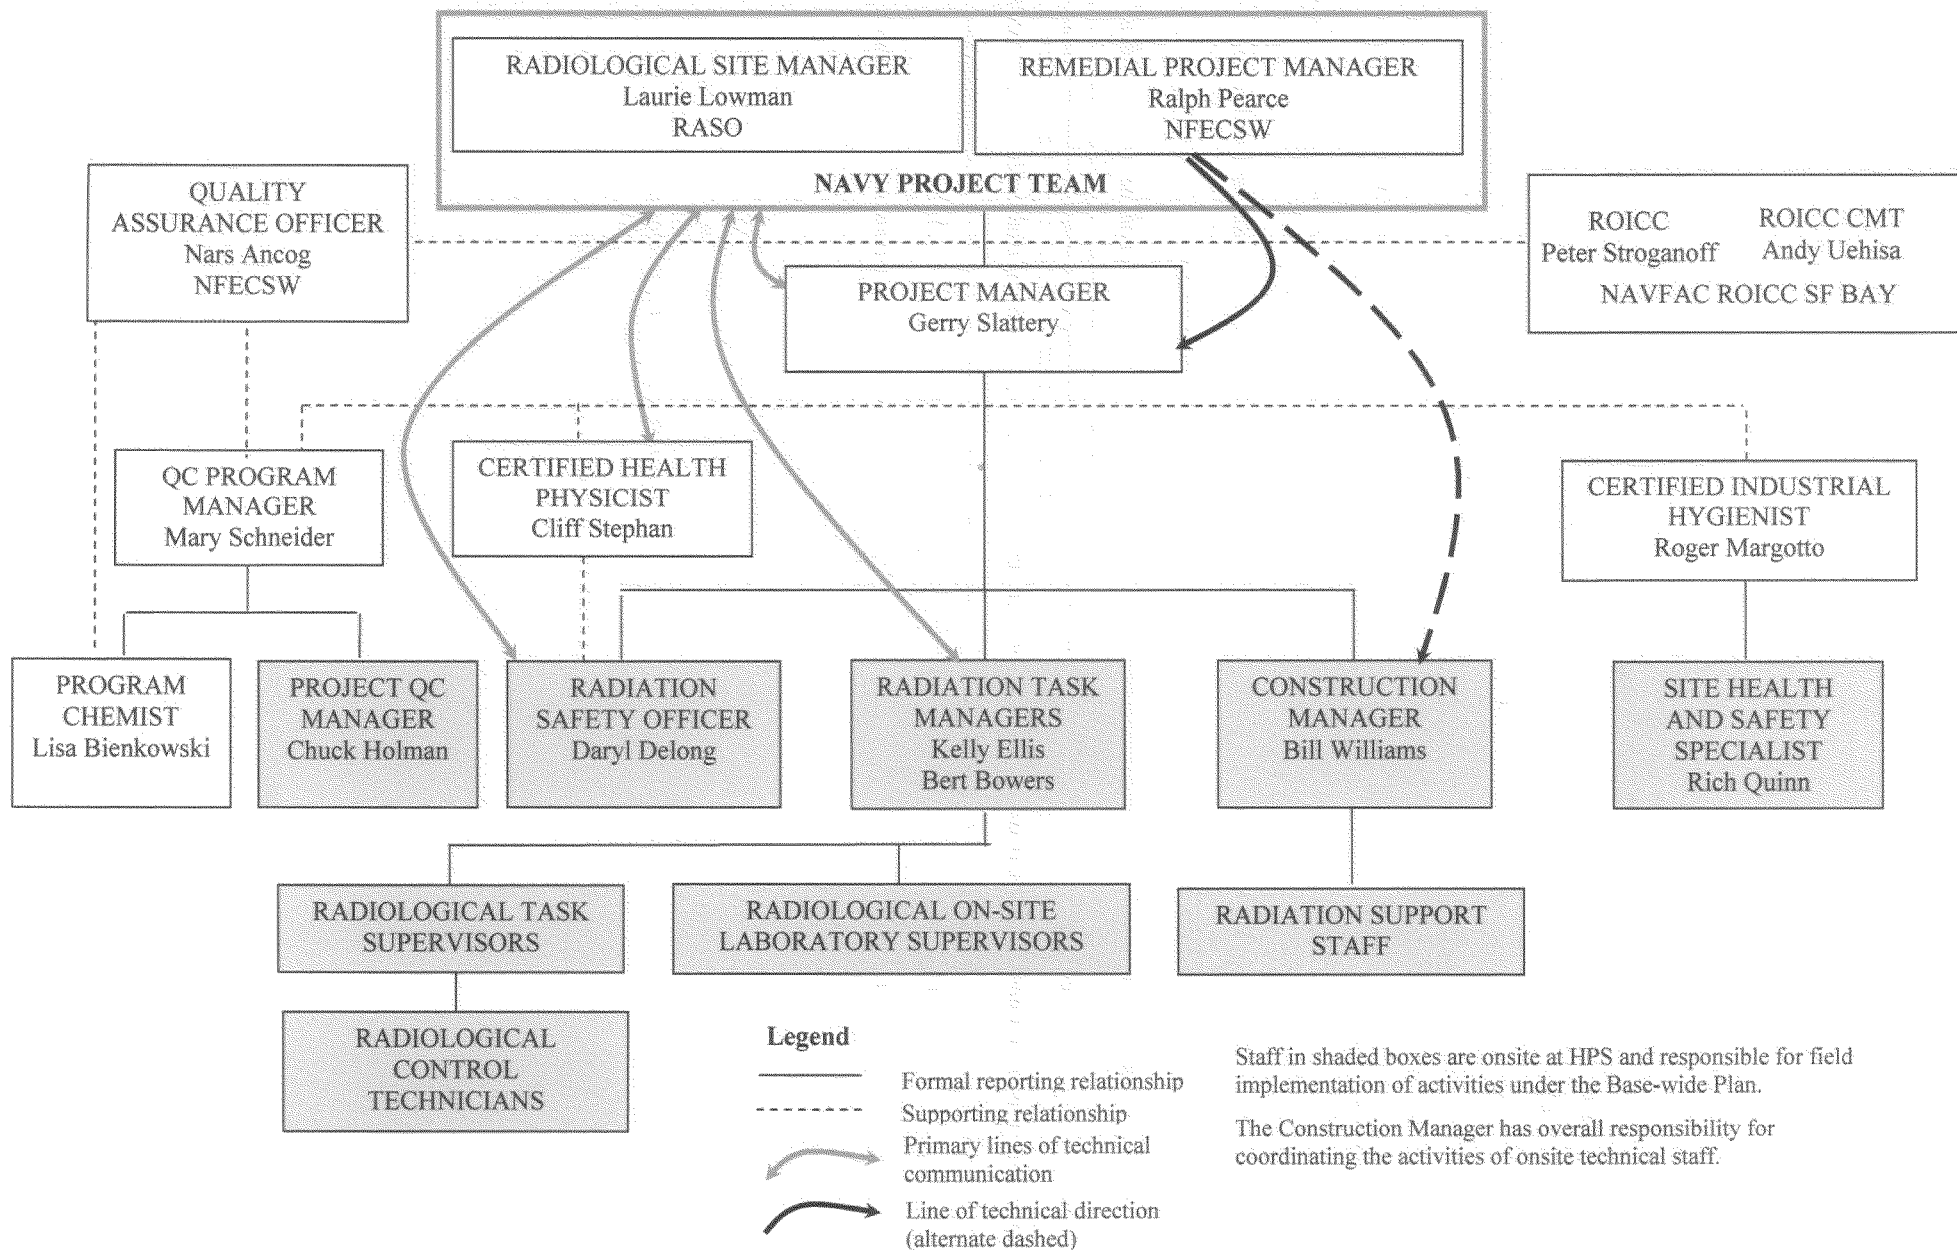 RADIOLOGICAL SITE MANAGER
Laurie Lowman
RASO
REMEDIAL PROJECT MANAGER
Ralph Pearce
NFECSW
NAVY PROJECT TEAM
QUALITY
ASSURANCE OFFICER
Nars Ancog
NFECSW
ROICC
Peter Stroganoff
ROICC CMT
Andy Uehisa
NAVFAC ROICC SF BAY
PROJECT MANAGER
Gerry Slattery
QC PROGRAM
MANAGER
Mary Schneider
CERTIFIED HEALTH
PHYSICIST
Cliff Stephan
CERTIFIED INDUSTRIAL
HYGIENIST
Roger Margotto
PROGRAM
CHEMIST
Lisa Bienkowski
PROJECT QC
MANAGER
Chuck Holman
RADIATION
SAFETY OFFICER
Daryl Delong
RADIATION TASK
MANAGERS
Kelly Ellis
Bert Bowers
CONSTRUCTION
MANAGER
Bill Williams
SITE HEALTH
AND SAFETY
SPECIALIST
Rich Quinn
RADIOLOGICAL TASK
SUPERVISORS
RADIOLOGICAL ON-SITE
LABORATORY SUPERVISORS
RADIATION SUPPORT
STAFF
RADIOLOGICAL
CONTROL
TECHNICIANS
Legend
Formal reporting relationship
Supporting relationship
Primary lines of technical
communication
Line of technical direction
(alternate dashed)
Staff in shaded boxes are onsite at HPS and responsible for field
implementation of activities under the Base-wide Plan.
The Construction Manager has overall responsibility for
coordinating the activities of onsite technical staff.